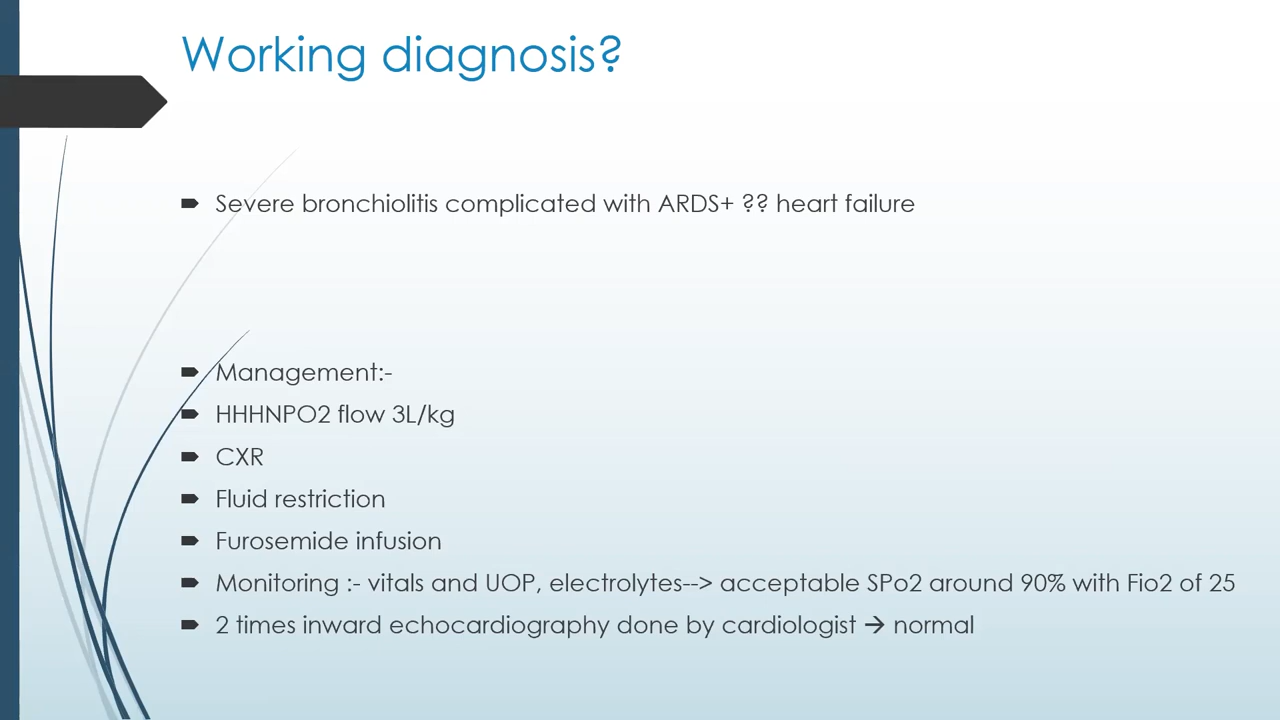 Working diagnosis?
Severe bronchiolitis complicated with ARDS+ ?? heart failure
Management:-
HHHNPO2 flow 3L/kg
CXR
Fluid restriction
Furosemide infusion
Monitoring :- vitals and UOP, electrolytes--> acceptable SPo2 around 90% with Fio2 of 25
2 times inward echocardiography done by cardiologist → normal